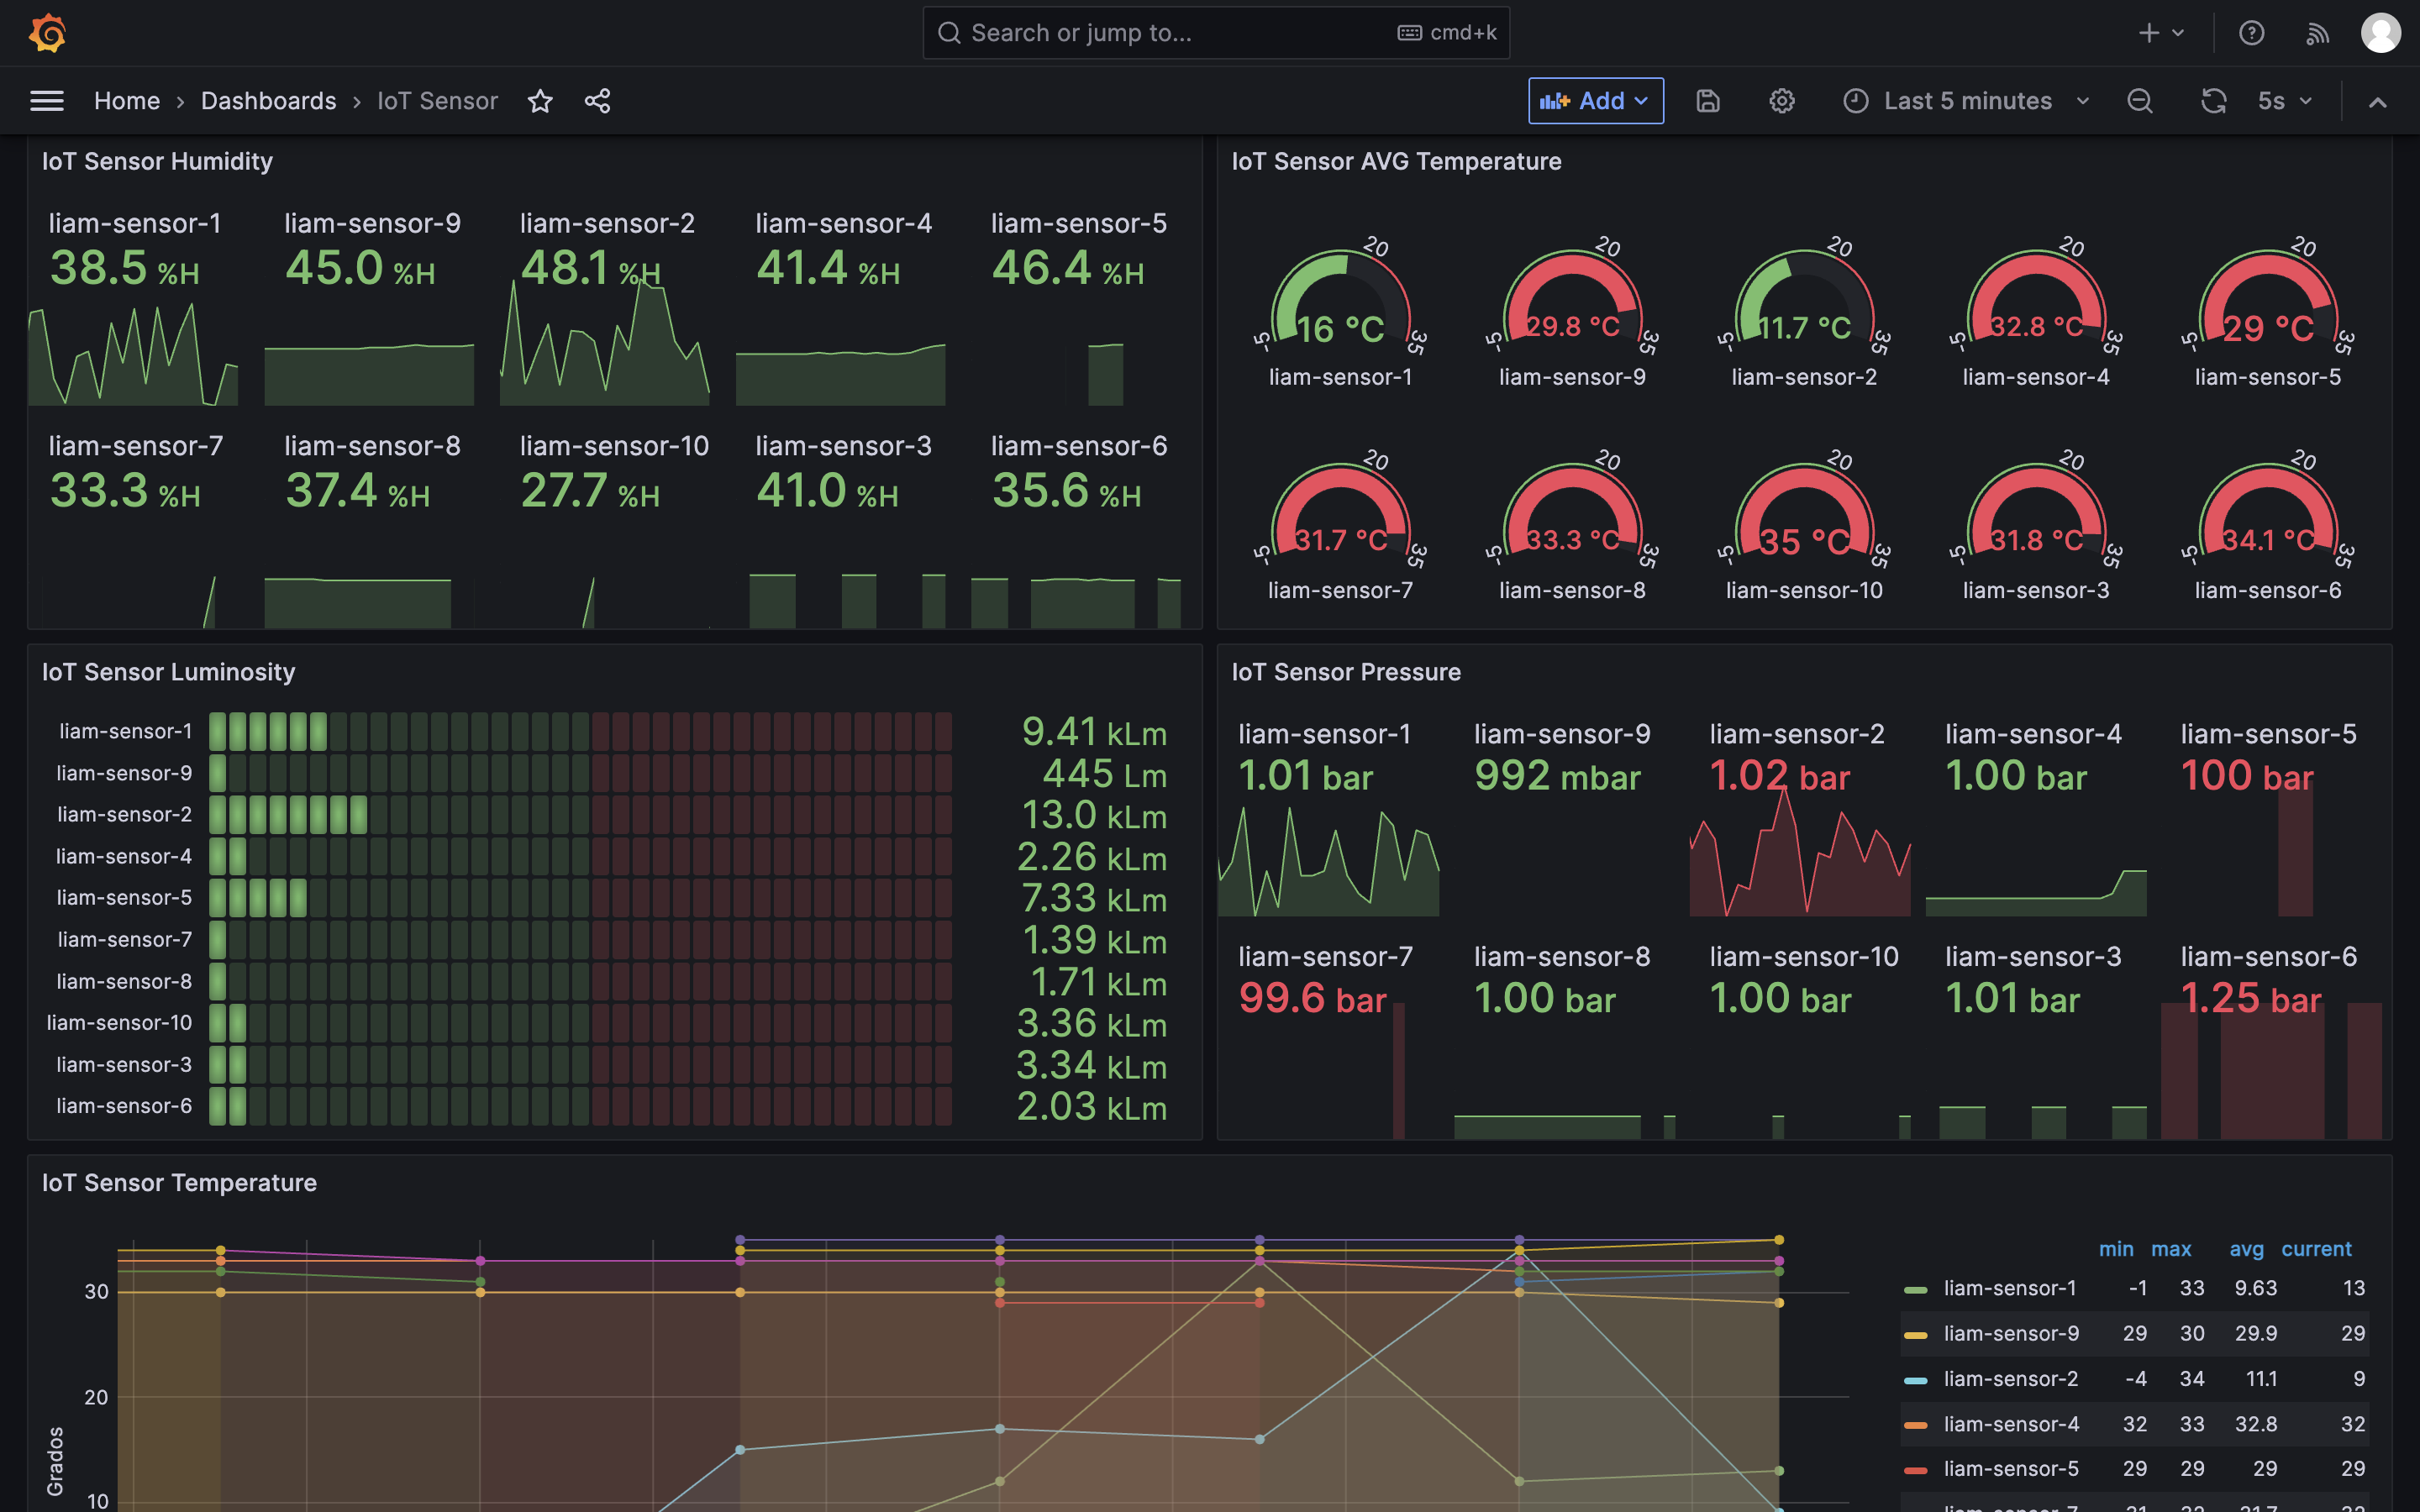 Search or jump to... cmd+k
Home › Dashboards › IoT Sensor Add Last 5 minutes 5s
IoT Sensor Humidity
liam-sensor-1 liam-sensor-9 liam-sensor-2 liam-sensor-4 liam-sensor-5
38.5 %H 45.0 %H 48.1 %H 41.4 %H 46.4 %H
liam-sensor-7 liam-sensor-8 liam-sensor-10 liam-sensor-3 liam-sensor-6
33.3 %H 37.4 %H 27.7 %H 41.0 %H 35.6 %H
IoT Sensor AVG Temperature
20 20 20 20 20
16 °C 29.8 °C 11.7 °C 32.8 °C 29 °C
-5 35 -5 35 -5 35 -5 35 -5 35
liam-sensor-1 liam-sensor-9 liam-sensor-2 liam-sensor-4 liam-sensor-5
20 20 20 20 20
31.7 °C 33.3 °C 35 °C 31.8 °C 34.1 °C
-5 35 -5 35 -5 35 -5 35 -5 35
liam-sensor-7 liam-sensor-8 liam-sensor-10 liam-sensor-3 liam-sensor-6
IoT Sensor Luminosity
liam-sensor-1 9.41 kLm
liam-sensor-9 445 Lm
liam-sensor-2 13.0 kLm
liam-sensor-4 2.26 kLm
liam-sensor-5 7.33 kLm
liam-sensor-7 1.39 kLm
liam-sensor-8 1.71 kLm
liam-sensor-10 3.36 kLm
liam-sensor-3 3.34 kLm
liam-sensor-6 2.03 kLm
IoT Sensor Pressure
liam-sensor-1 liam-sensor-9 liam-sensor-2 liam-sensor-4 liam-sensor-5
1.01 bar 992 mbar 1.02 bar 1.00 bar 100 bar
liam-sensor-7 liam-sensor-8 liam-sensor-10 liam-sensor-3 liam-sensor-6
99.6 bar 1.00 bar 1.00 bar 1.01 bar 1.25 bar
IoT Sensor Temperature
30
20
10
Grados
min max avg current
liam-sensor-1 -1 33 9.63 13
liam-sensor-9 29 30 29.9 29
liam-sensor-2 -4 34 11.1 9
liam-sensor-4 32 33 32.8 32
liam-sensor-5 29 29 29 29